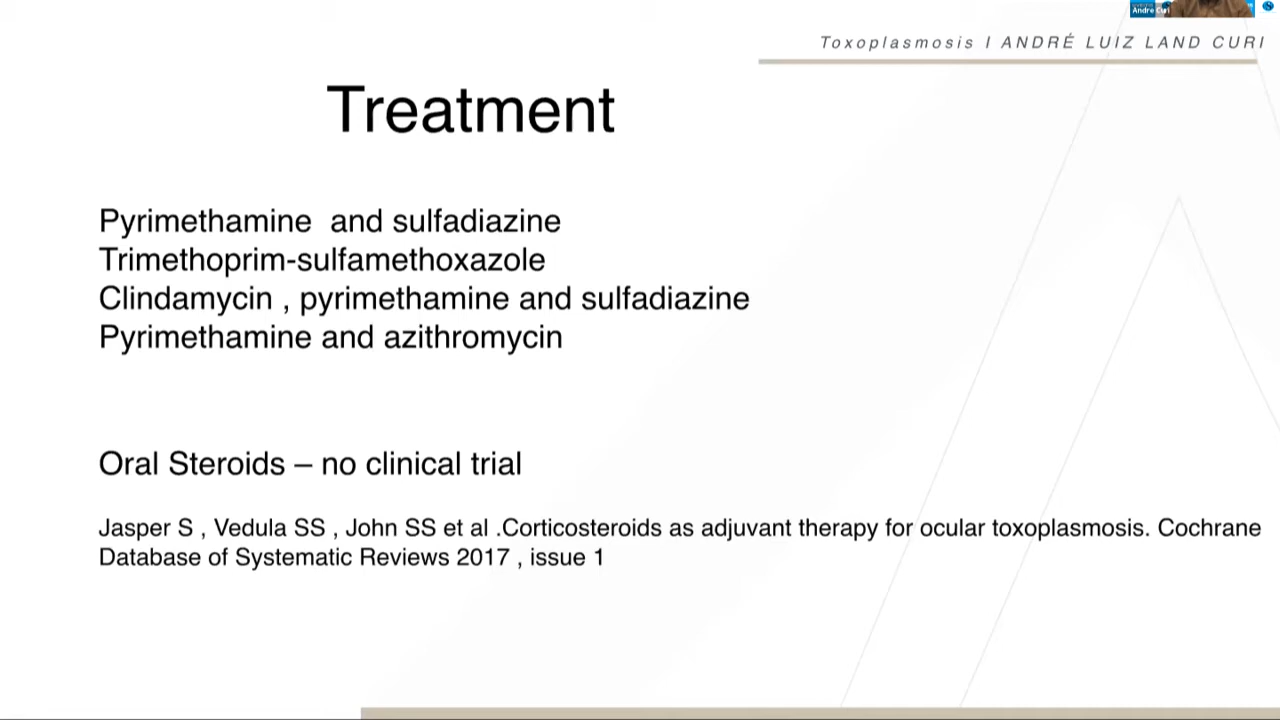 Andre Curi
Toxoplasmosis I ANDRÉ LUIZ LAND CURI
Treatment
Pyrimethamine and sulfadiazine
Trimethoprim-sulfamethoxazole
Clindamycin , pyrimethamine and sulfadiazine
Pyrimethamine and azithromycin
Oral Steroids – no clinical trial
Jasper S , Vedula SS , John SS et al .Corticosteroids as adjuvant therapy for ocular toxoplasmosis. Cochrane
Database of Systematic Reviews 2017 , issue 1